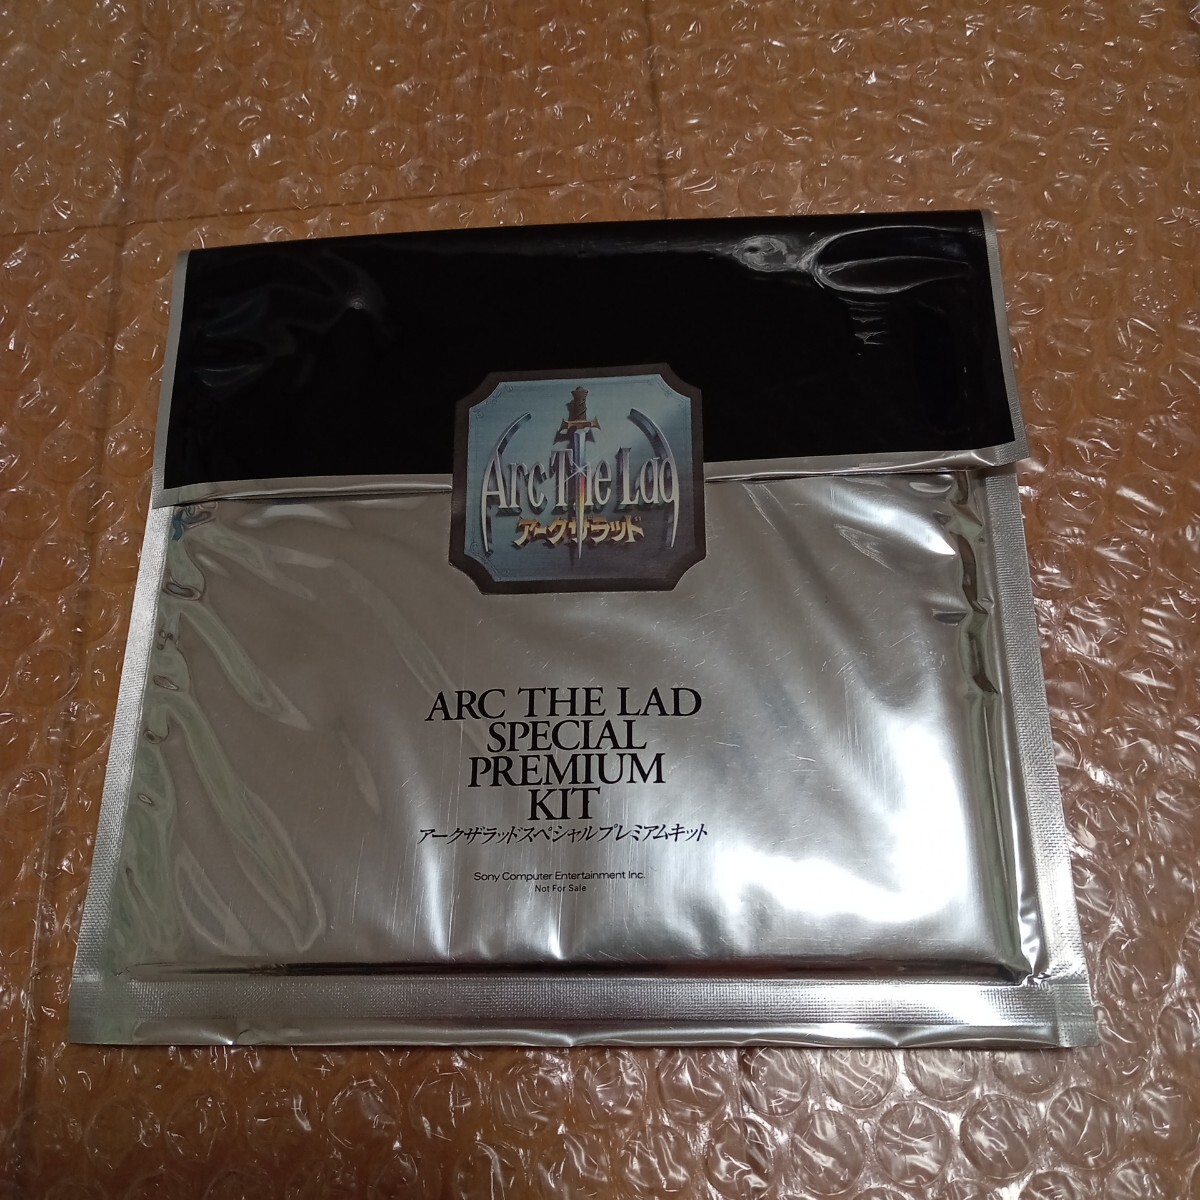 Arc The Lad
アークザラッド
ARC THE LAD
SPECIAL
PREMIUM
KIT
アークザラッドスペシャルプレミアムキット
Sony Computer Entertainment Inc.
Not For Sale